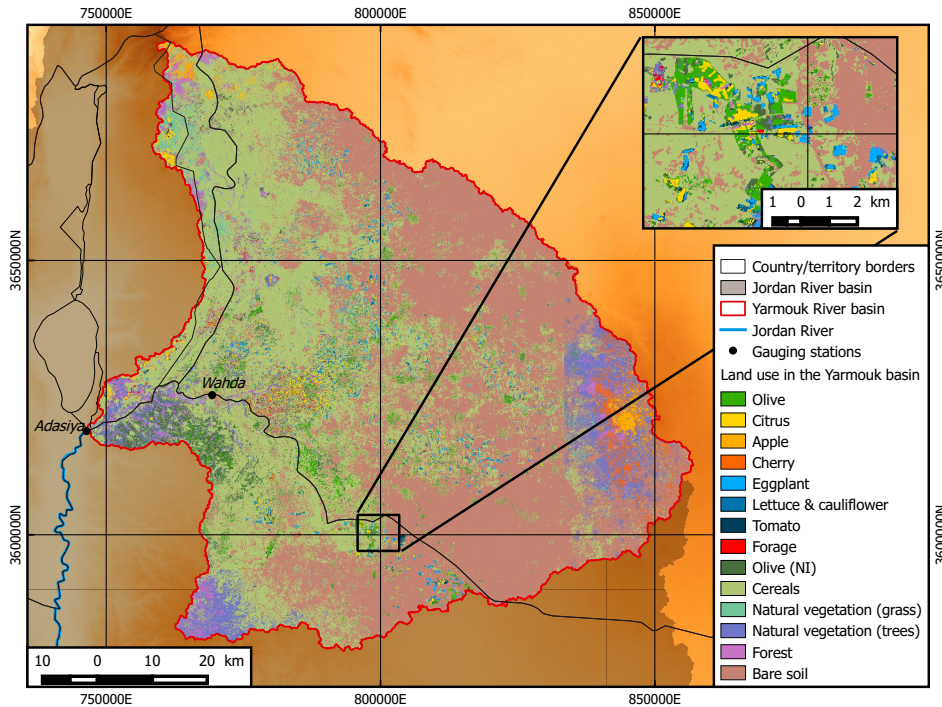 750000E
800000E
850000E
3650000N
3600000N
3650000N
3600000N
1 0 1 2 km
Country/territory borders
Jordan River basin
Yarmouk River basin
Jordan River
Gauging stations
Land use in the Yarmouk basin
Olive
Citrus
Apple
Cherry
Eggplant
Lettuce & cauliflower
Tomato
Forage
Olive (NI)
Cereals
Natural vegetation (grass)
Natural vegetation (trees)
Forest
Bare soil
Wahda
Adasiya
10 0 10 20 km
750000E
800000E
850000E